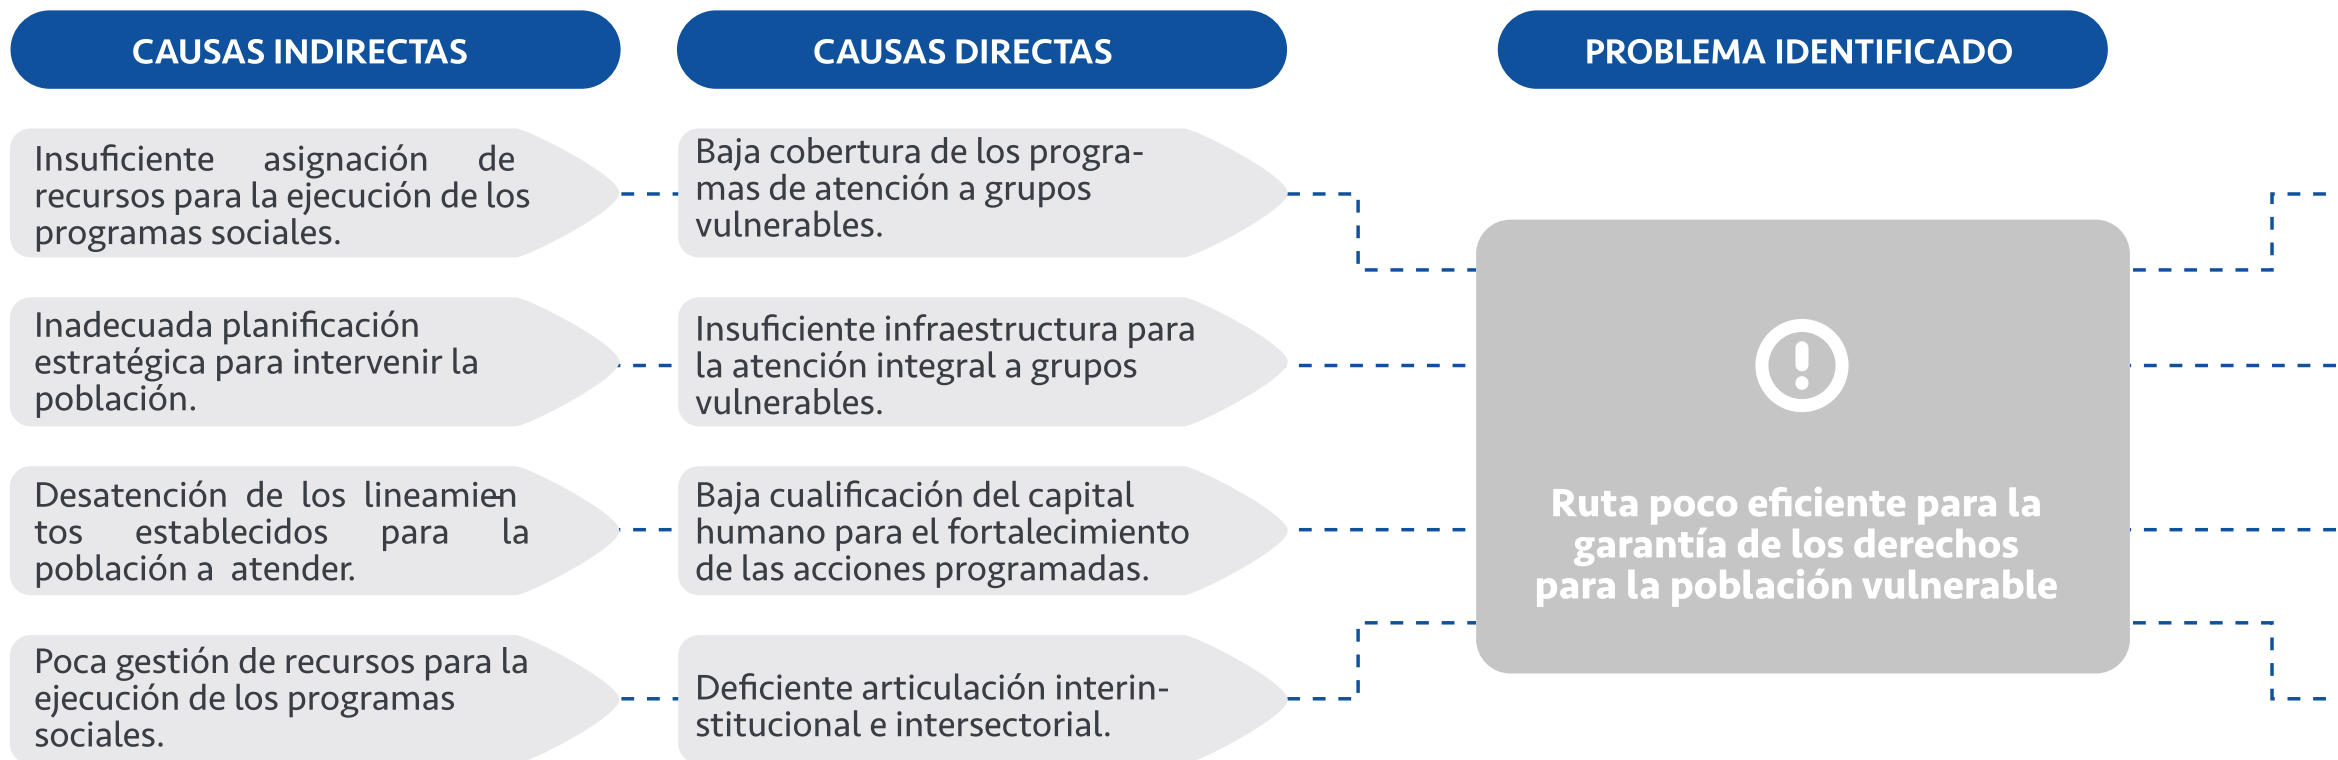 CAUSAS INDIRECTAS
Insuficiente asignación de
recursos para la ejecución de los
programas sociales.
Inadecuada planificación
estratégica para intervenir la
población.
Desatención de los lineamien-
tos establecidos para la
población a atender.
Poca gestión de recursos para la
ejecución de los programas
sociales.
CAUSAS DIRECTAS
Baja cobertura de los progra-
mas de atención a grupos
vulnerables.
Insuficiente infraestructura para
la atención integral a grupos
vulnerables.
Baja cualificación del capital
humano para el fortalecimiento
de las acciones programadas.
Deficiente articulación interin-
stitucional e intersectorial.
PROBLEMA IDENTIFICADO
Ruta poco eficiente para la
garantía de los derechos
para la población vulnerable